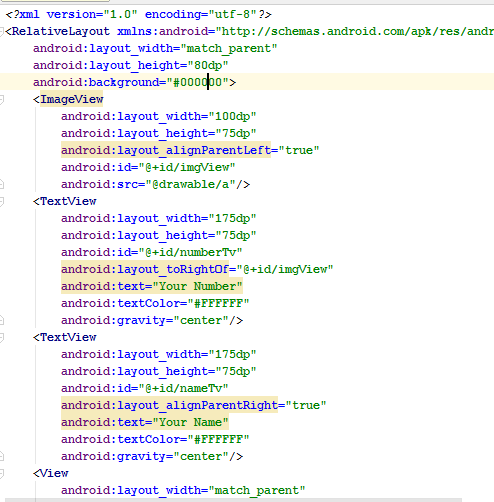 <?xml version="1.0" encoding="utf-8"?>
<RelativeLayout xmlns:android="http://schemas.android.com/apk/res/andr
android:layout_width="match_parent"
android:layout_height="80dp"
android:background="#000000">
<ImageView
android:layout_width="100dp"
android:layout_height="75dp"
android:layout_alignParentLeft="true"
android:id="@+id/imgView"
android:src="@drawable/a"/>
<TextView
android:layout_width="175dp"
android:layout_height="75dp"
android:id="@+id/numberTv"
android:layout_toRightOf="@+id/imgView"
android:text="Your Number"
android:textColor="#FFFFFF"
android:gravity="center"/>
<TextView
android:layout_width="175dp"
android:layout_height="75dp"
android:id="@+id/nameTv"
android:layout_alignParentRight="true"
android:text="Your Name"
android:textColor="#FFFFFF"
android:gravity="center"/>
<View
android:layout_width="match_parent"